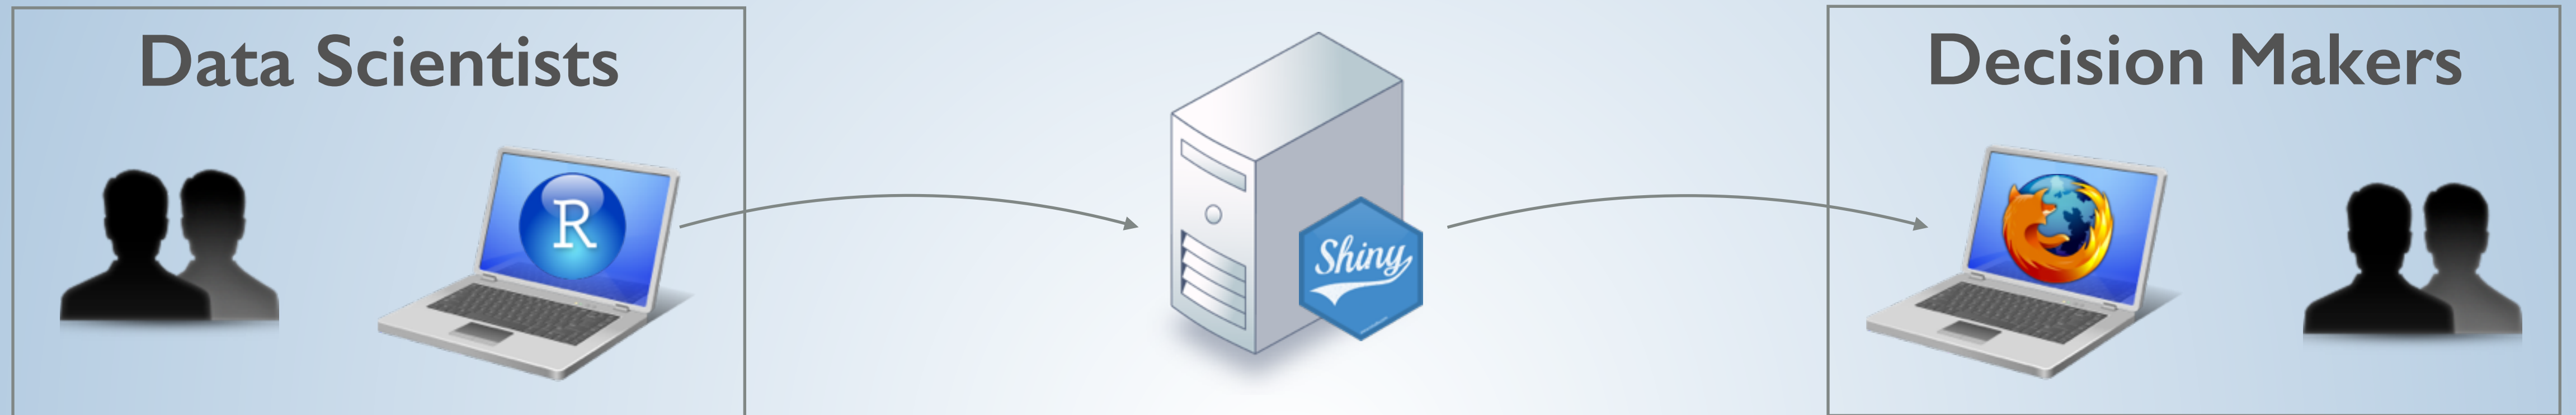 Data Scientists
Decision Makers
R
Shiny